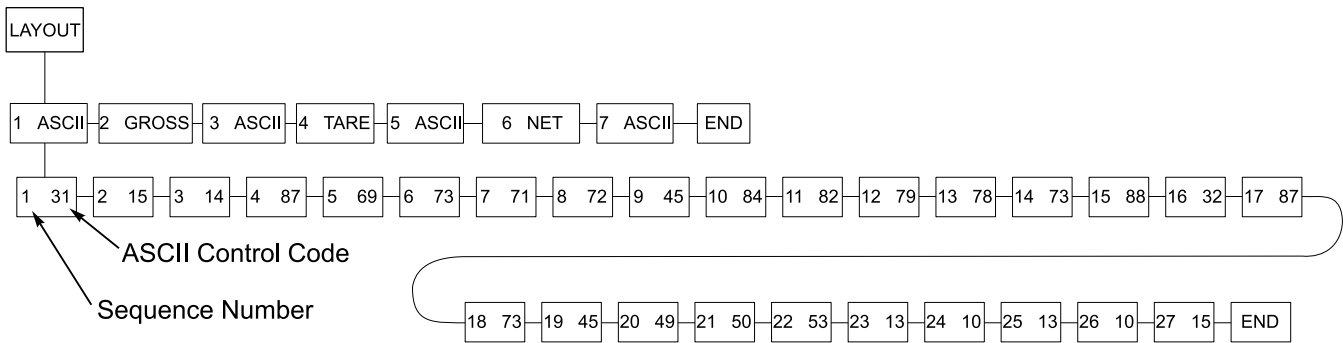 LAYOUT
1 ASCII 2 GROSS 3 ASCII 4 TARE 5 ASCII 6 NET 7 ASCII END
1 31 2 15 3 14 4 87 5 69 6 73 7 71 8 72 9 45 10 84 11 82 12 79 13 78 14 73 15 88 16 32 17 87
ASCII Control Code
Sequence Number
18 73 19 45 20 49 21 50 22 53 23 13 24 10 25 13 26 10 27 15 END